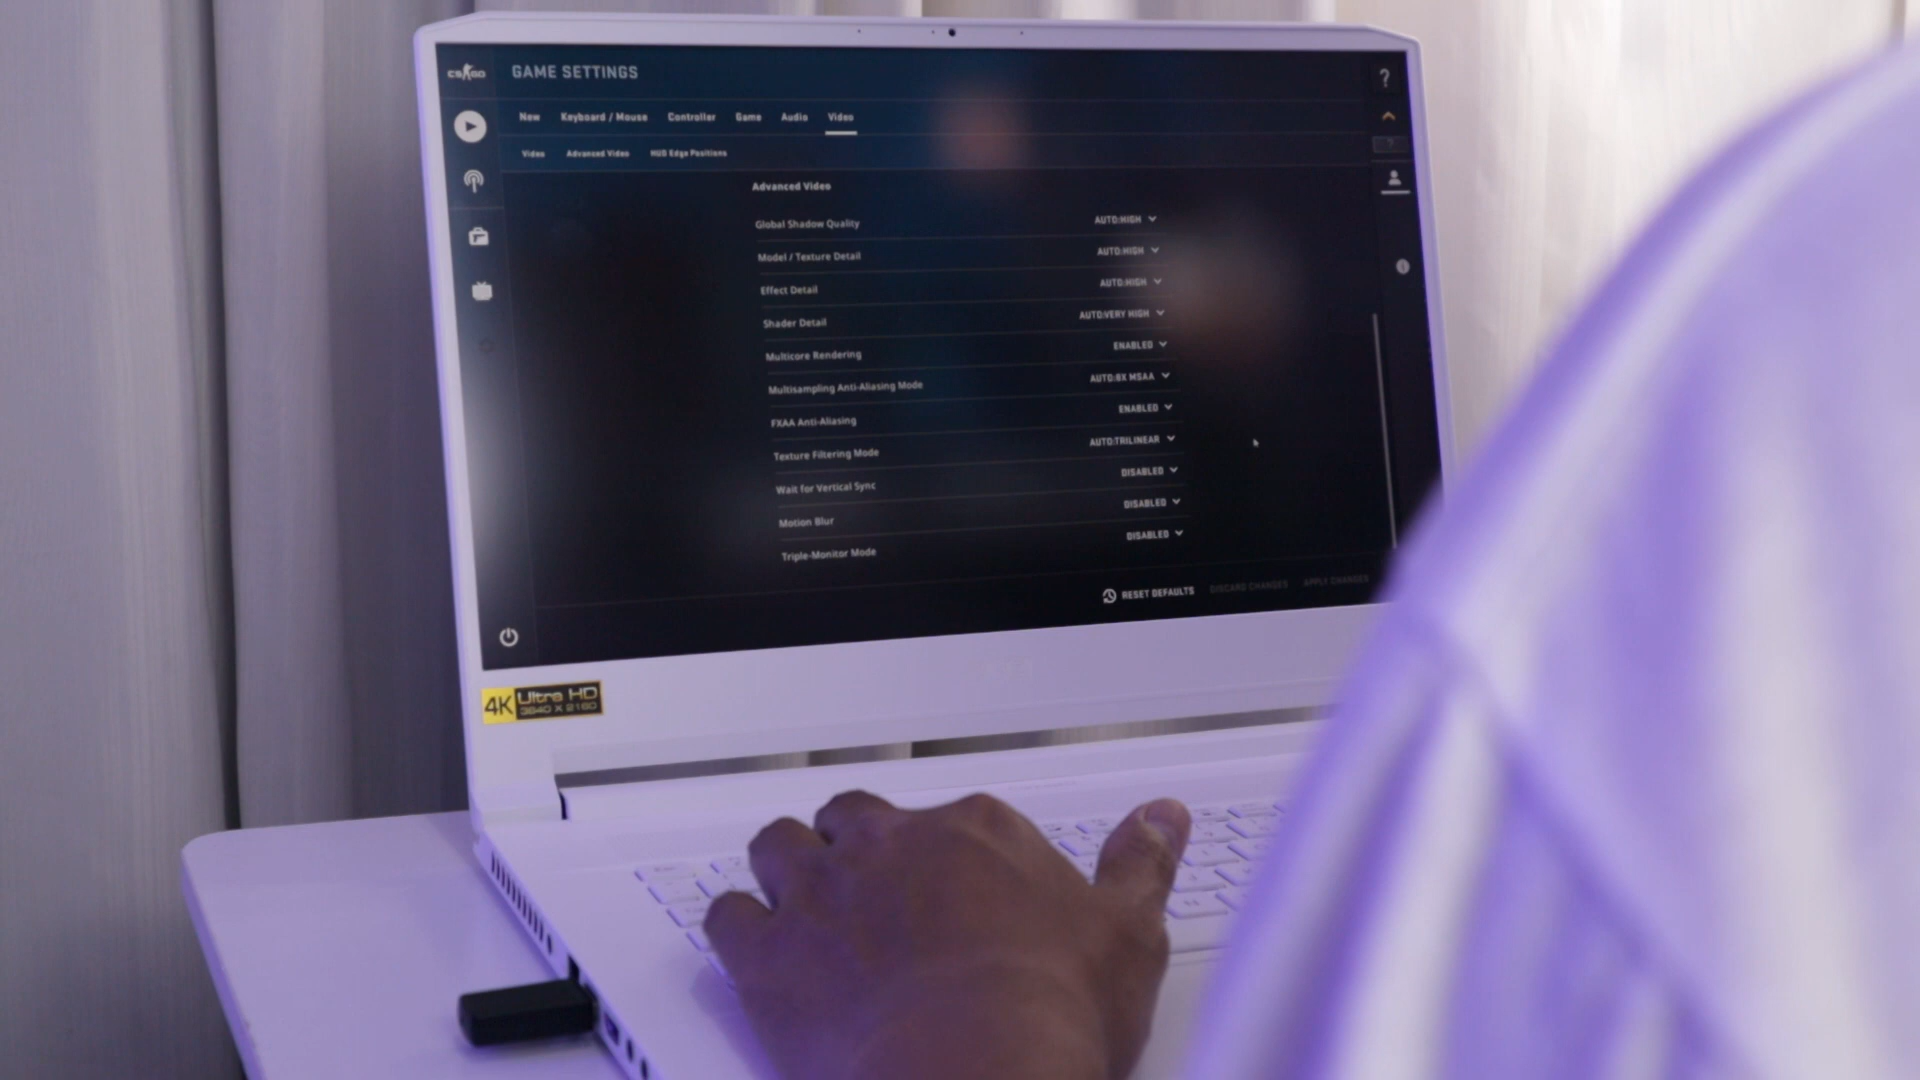 CS GO GAME SETTINGS ?
New Keyboard / Mouse Controller Game Audio Video
Video Advanced Video HUD Edge Positions
Advanced Video
Global Shadow Quality AUTO:HIGH
Model / Texture Detail AUTO:HIGH
Effect Detail AUTO:HIGH
Shader Detail AUTO:VERY HIGH
Multicore Rendering ENABLED
Multisampling Anti-Aliasing Mode AUTO:8X MSAA
FXAA Anti-Aliasing ENABLED
Texture Filtering Mode AUTO:TRILINEAR
Wait for Vertical Sync DISABLED
Motion Blur DISABLED
Triple-Monitor Mode DISABLED
RESET DEFAULTS DISCARD CHANGES APPLY CHANGES
4K Ultra HD
3840 X 2160